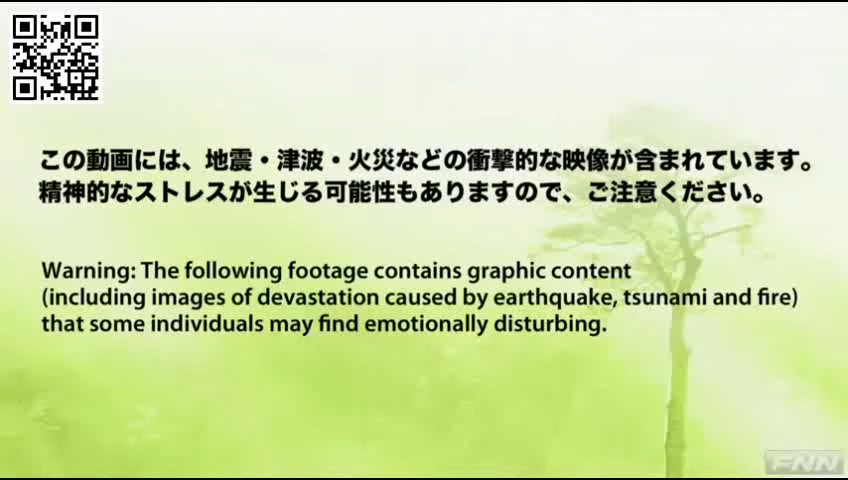 この動画には、地震・津波・火災などの衝撃的な映像が含まれています。
精神的なストレスが生じる可能性もありますので、ご注意ください。
Warning: The following footage contains graphic content
(including images of devastation caused by earthquake, tsunami and fire)
that some individuals may find emotionally disturbing.
FNN